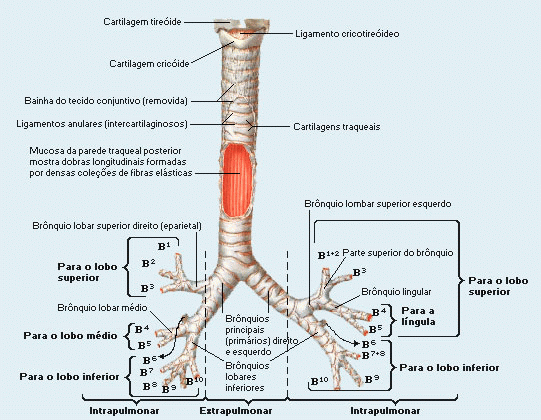 Cartilagem tireóide
Ligamento cricotireóideo
Cartilagem cricóide
Bainha do tecido conjuntivo (removida)
Ligamentos anulares (intercartilaginosos)
Cartilagens traqueais
Mucosa da parede traqueal posterior
mostra dobras longitudinais formadas
por densas coleções de fibras elásticas
Brônquio lombar superior esquerdo
Brônquio lobar superior direito (eparietal)
B1
B2
B3
Para o lobo
superior
B1+2
Parte superior do brônquio
B3
Brônquio lingular
Para o lobo
superior
B4
B5
Para a
língula
Brônquio lobar médio
Para o lobo médio
B4
B5
Brônquios
principais
(primários) direito
e esquerdo
B6
B7+8
B9
B10
Para o lobo inferior
Para o lobo inferior
B6
B7
B8
B9
B10
Brônquios
lobares
inferiores
Intrapulmonar
Extrapulmonar
Intrapulmonar